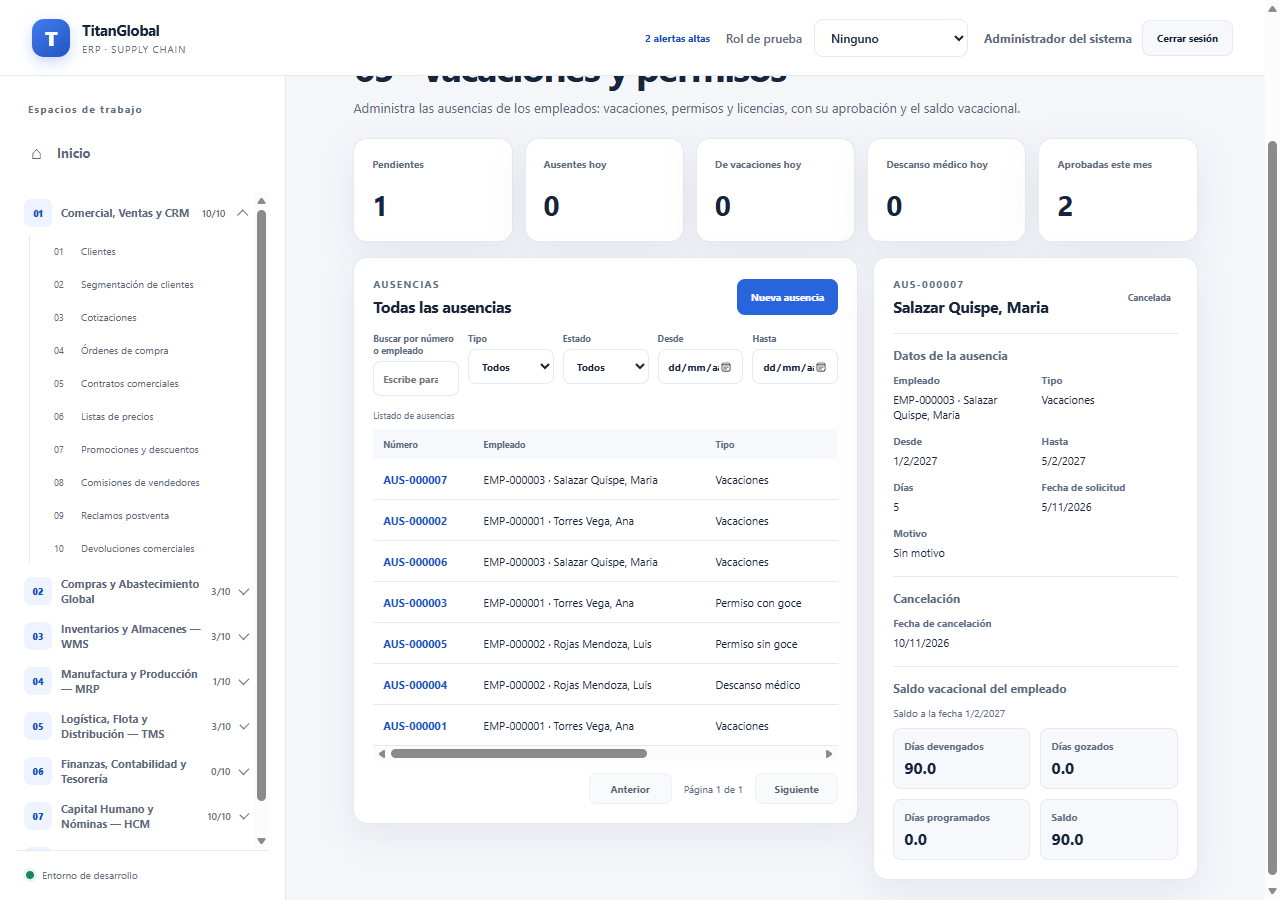 T
TitanGlobal
ERP · SUPPLY CHAIN
2 alertas altas
Rol de prueba
Ninguno
Administrador del sistema
Cerrar sesión
Espacios de trabajo
Inicio
01 Comercial, Ventas y CRM 10/10
01 Clientes
02 Segmentación de clientes
03 Cotizaciones
04 Órdenes de compra
05 Contratos comerciales
06 Listas de precios
07 Promociones y descuentos
08 Comisiones de vendedores
09 Reclamos postventa
10 Devoluciones comerciales
02 Compras y Abastecimiento Global 3/10
03 Inventarios y Almacenes — WMS 3/10
04 Manufactura y Producción — MRP 1/10
05 Logística, Flota y Distribución — TMS 3/10
06 Finanzas, Contabilidad y Tesorería 0/10
07 Capital Humano y Nóminas — HCM 10/10
Entorno de desarrollo
vacaciones y permisos
Administra las ausencias de los empleados: vacaciones, permisos y licencias, con su aprobación y el saldo vacacional.
Pendientes
1
Ausentes hoy
0
De vacaciones hoy
0
Descanso médico hoy
0
Aprobadas este mes
2
AUSENCIAS
Todas las ausencias
Nueva ausencia
Buscar por número o empleado
Escribe para
Tipo
Todos
Estado
Todos
Desde
dd/mm/aa
Hasta
dd/mm/aa
Listado de ausencias
Número Empleado Tipo
AUS-000007 EMP-000003 · Salazar Quispe, Maria Vacaciones
AUS-000002 EMP-000001 · Torres Vega, Ana Vacaciones
AUS-000006 EMP-000003 · Salazar Quispe, Maria Vacaciones
AUS-000003 EMP-000001 · Torres Vega, Ana Permiso con goce
AUS-000005 EMP-000002 · Rojas Mendoza, Luis Permiso sin goce
AUS-000004 EMP-000002 · Rojas Mendoza, Luis Descanso médico
AUS-000001 EMP-000001 · Torres Vega, Ana Vacaciones
Anterior
Página 1 de 1
Siguiente
AUS-000007
Salazar Quispe, Maria
Cancelada
Datos de la ausencia
Empleado
EMP-000003 · Salazar Quispe, Maria
Tipo
Vacaciones
Desde
1/2/2027
Hasta
5/2/2027
Días
5
Fecha de solicitud
5/11/2026
Motivo
Sin motivo
Cancelación
Fecha de cancelación
10/11/2026
Saldo vacacional del empleado
Saldo a la fecha 1/2/2027
Días devengados
90.0
Días gozados
0.0
Días programados
0.0
Saldo
90.0